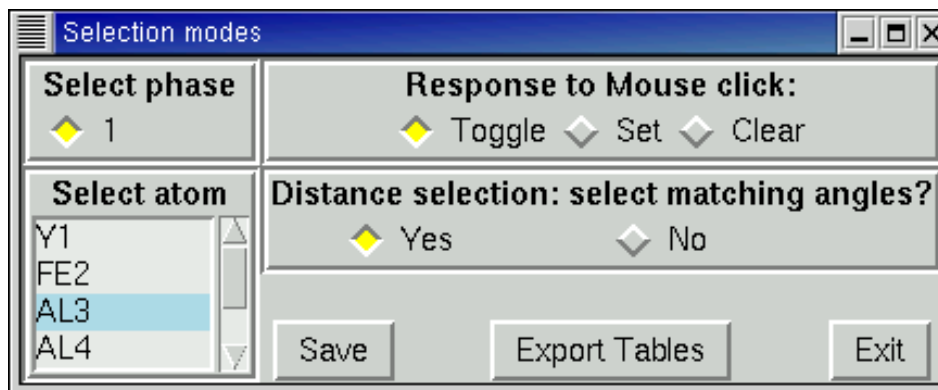 Selection modes
Select phase
1
Response to Mouse click:
Toggle Set Clear
Select atom
Y1
FE2
AL3
AL4
Distance selection: select matching angles?
Yes No
Save Export Tables Exit